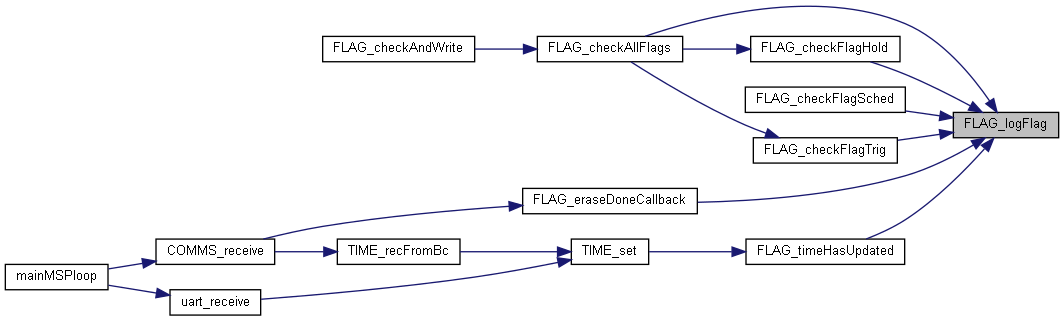 FLAG_checkAndWrite
FLAG_checkAllFlags
FLAG_checkFlagHold
FLAG_checkFlagSched
FLAG_logFlag
FLAG_checkFlagTrig
FLAG_eraseDoneCallback
COMMS_receive
TIME_recFromBc
TIME_set
FLAG_timeHasUpdated
mainMSPloop
uart_receive